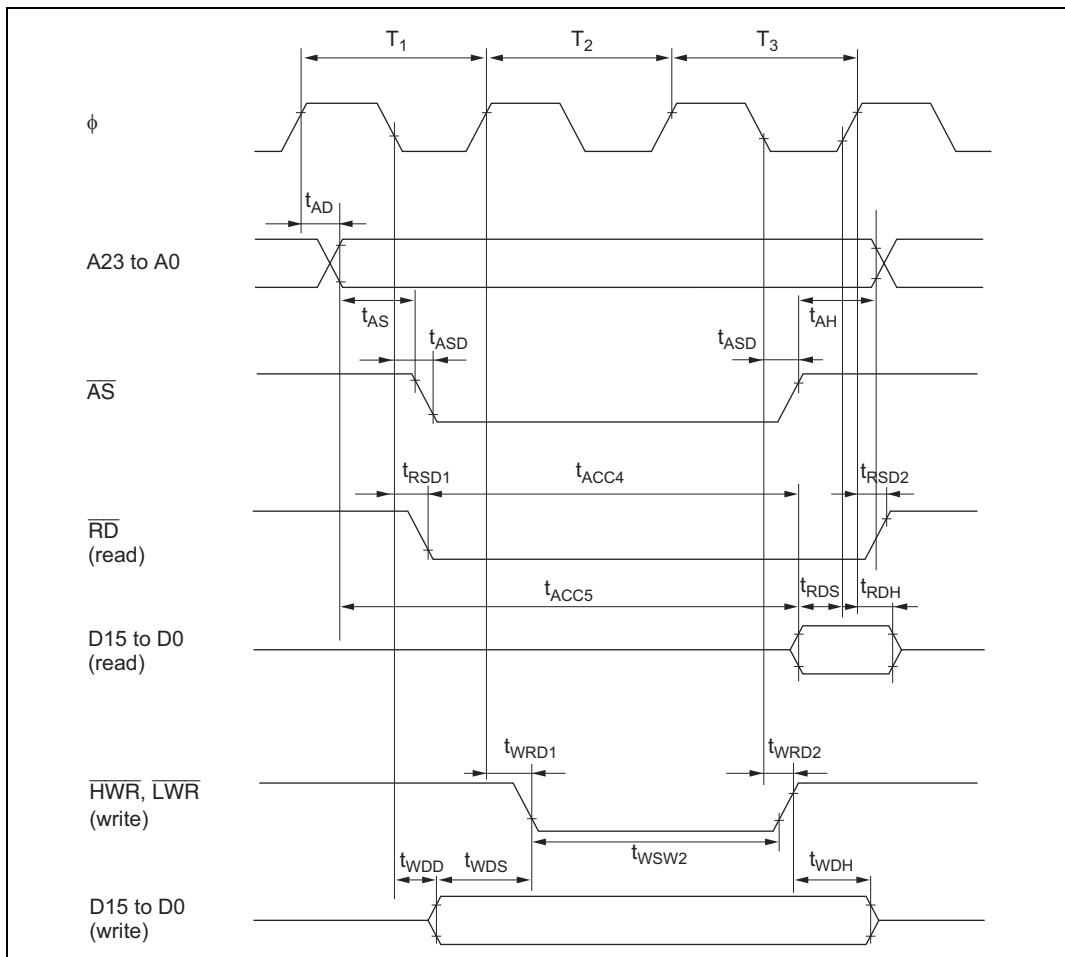 T1 T2 T3
ϕ
tAD
A23 to A0
tAS tAH
tASD tASD
AS
tRSD1 tACC4 tRSD2
RD
(read)
tACC5 tRDS tRDH
D15 to D0
(read)
tWRD1 tWRD2
HWR, LWR
(write)
tWSW2
tWDD tWDS tWDH
D15 to D0
(write)